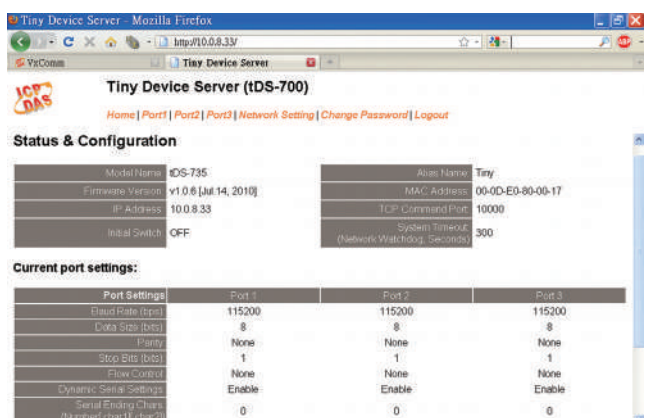 Tiny Device Server - Mozilla Firefox
http://10.0.8.33/
VxComm
Tiny Device Server
ICP DAS
Tiny Device Server (tDS-700)
Home | Port1 | Port2 | Port3 | Network Setting | Change Password | Logout
Status & Configuration
Model Name tDS-735 Alias Name Tiny
Firmware Version v1.0.6 [Jul.14, 2010] MAC Address 00-0D-E0-80-00-17
IP Address 10.0.8.33 TCP Command Port 10000
Initial Switch OFF System Timeout (Network Watchdog, Seconds) 300
Current port settings:
Port Settings Port 1 Port 2 Port 3
Baud Rate (bps) 115200 115200 115200
Data Size (bits) 8 8 8
Parity None None None
Stop Bits (bits) 1 1 1
Flow Control None None None
Dynamic Serial Settings Enable Enable Enable
Serial Ending Chars 0 0 0